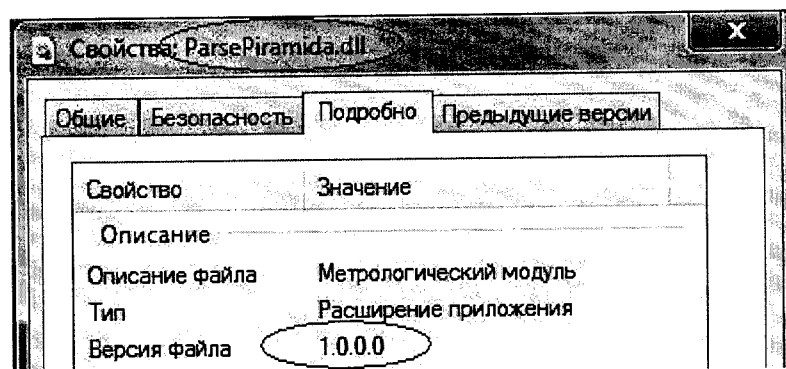 Свойства: ParsePiramida.dll
Общие Безопасность Подробно Предыдущие версии
Свойство Значение
Описание
Описание файла Метрологический модуль
Тип Расширение приложения
Версия файла 1.0.0.0